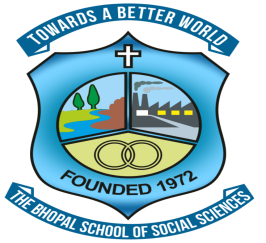 TOWARDS A BETTER WORLD
FOUNDED 1972
THE BHOPAL SCHOOL OF SOCIAL SCIENCES